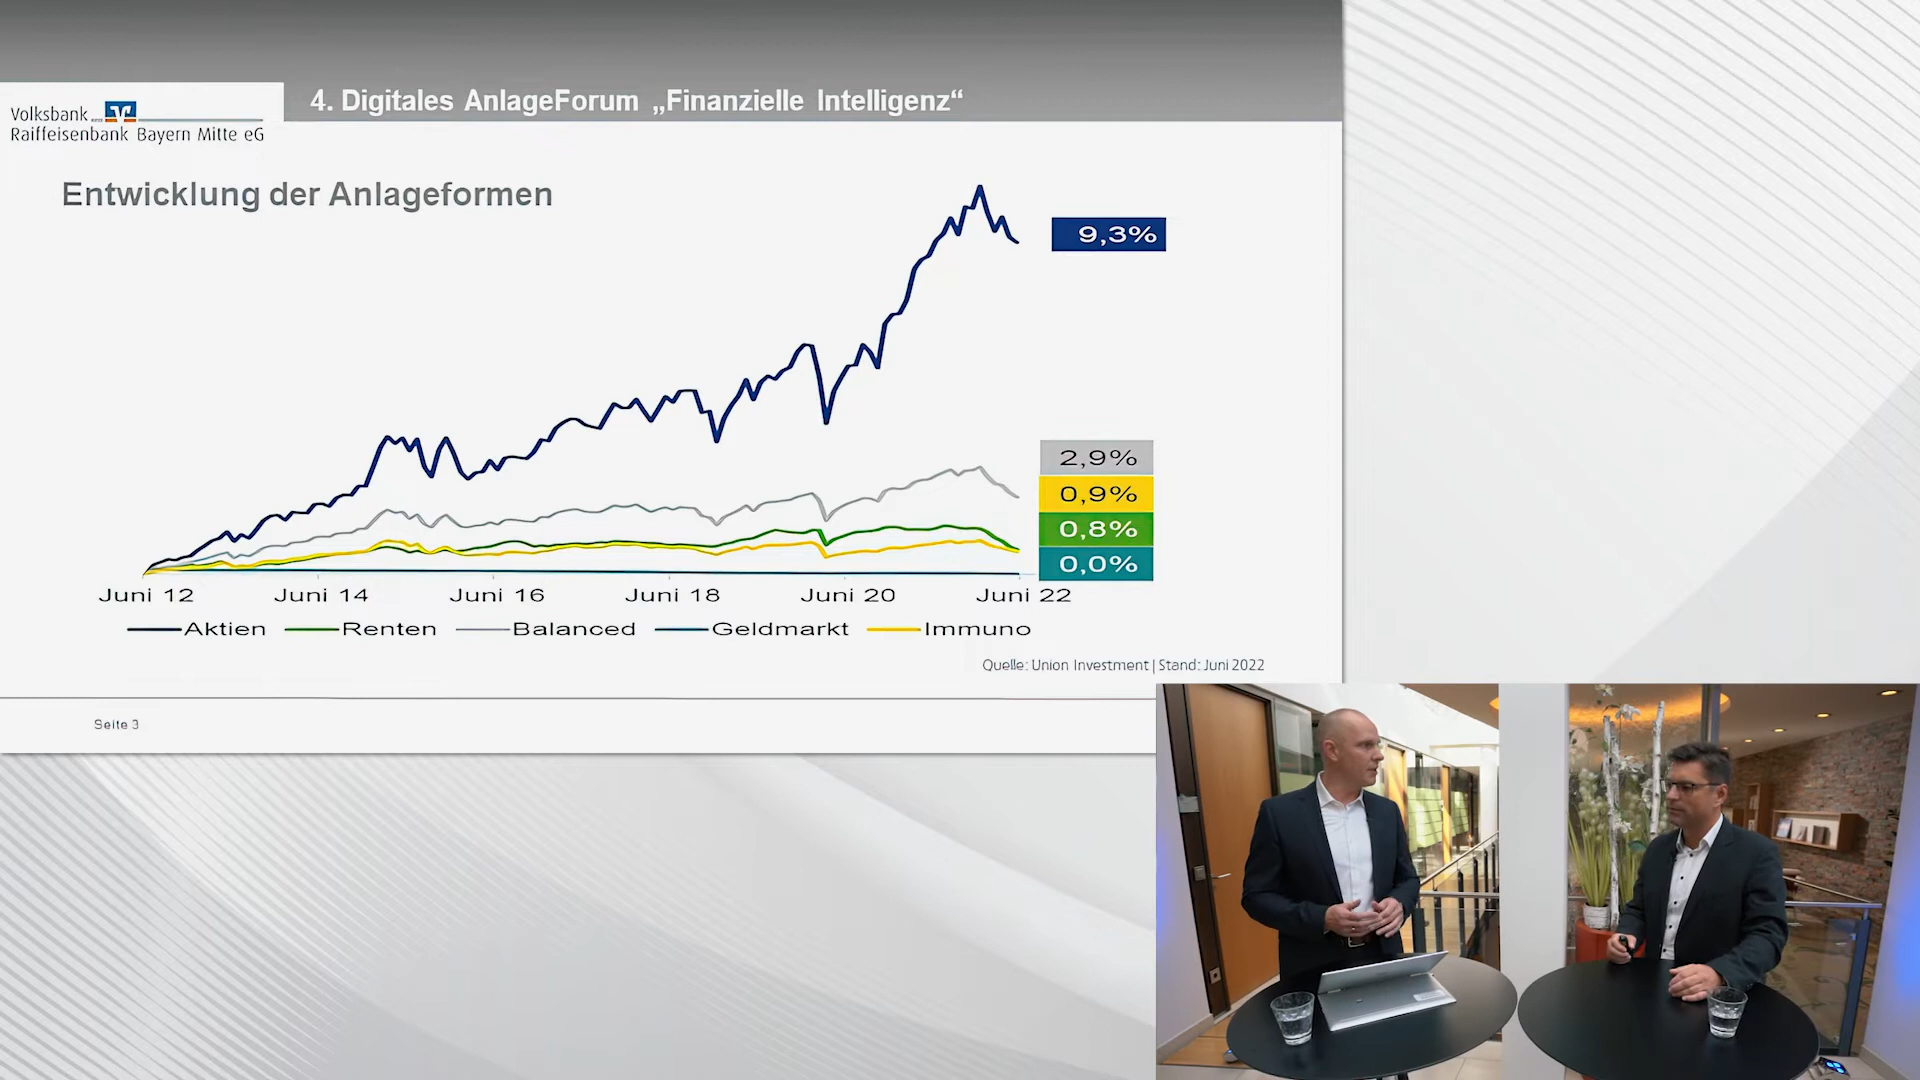 4. Digitales AnlageForum „Finanzielle Intelligenz“
Volksbank
Raiffeisenbank Bayern Mitte eG
Entwicklung der Anlageformen
9,3%
2,9%
0,9%
0,8%
0,0%
Juni 12 Juni 14 Juni 16 Juni 18 Juni 20 Juni 22
Aktien Renten Balanced Geldmarkt Immuno
Quelle: Union Investment | Stand: Juni 2022
Seite 3